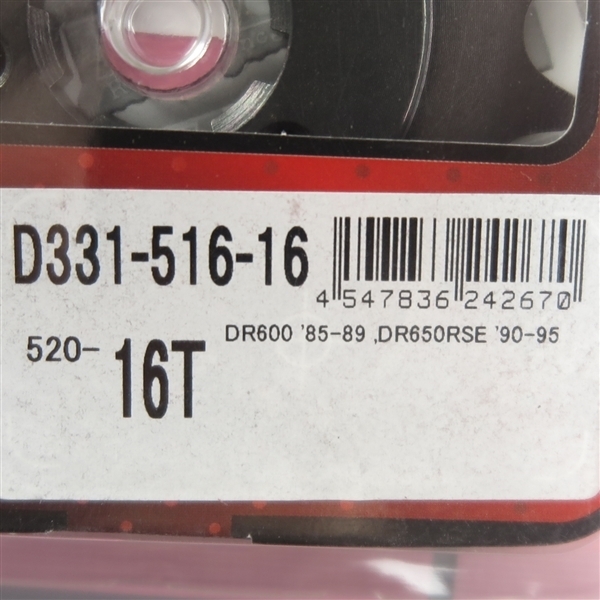 D331-516-16
4 547836 242670
520- 16T
DR600 '85-89 ,DR650RSE '90-95